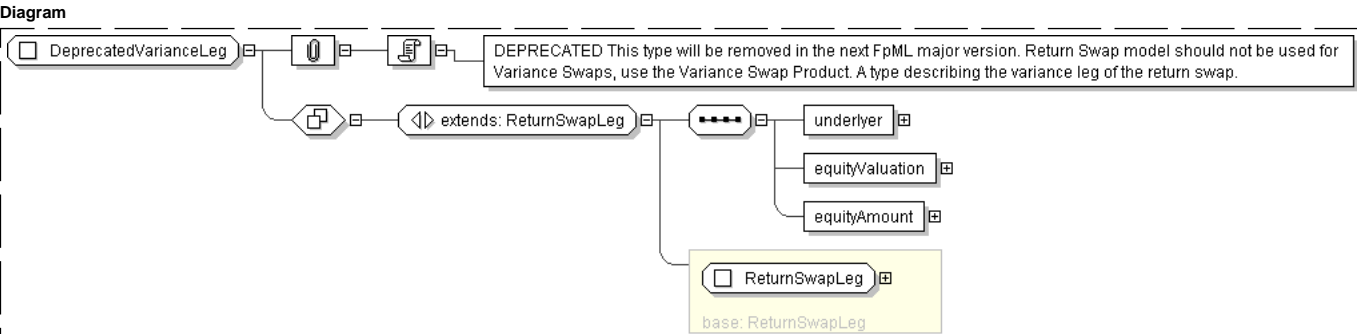 Diagram
DeprecatedVarianceLeg
DEPRECATED This type will be removed in the next FpML major version. Return Swap model should not be used for
Variance Swaps, use the Variance Swap Product. A type describing the variance leg of the return swap.
extends: ReturnSwapLeg
underlyer
equityValuation
equityAmount
ReturnSwapLeg
base: ReturnSwapLeg